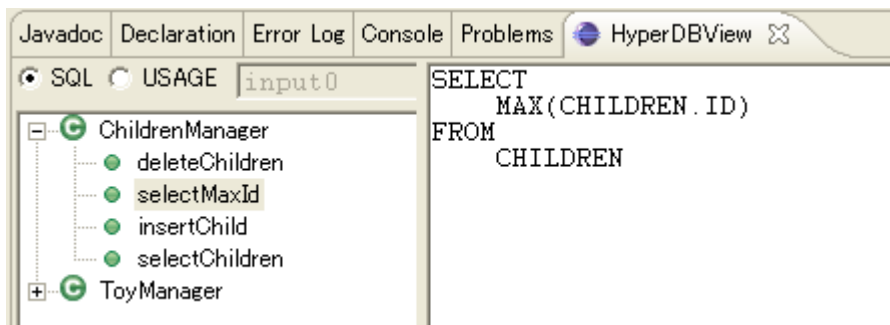 Javadoc Declaration Error Log Console Problems HyperDBView
SQL USAGE input0
ChildrenManager
deleteChildren
selectMaxId
insertChild
selectChildren
ToyManager
SELECT
MAX(CHILDREN.ID)
FROM
CHILDREN